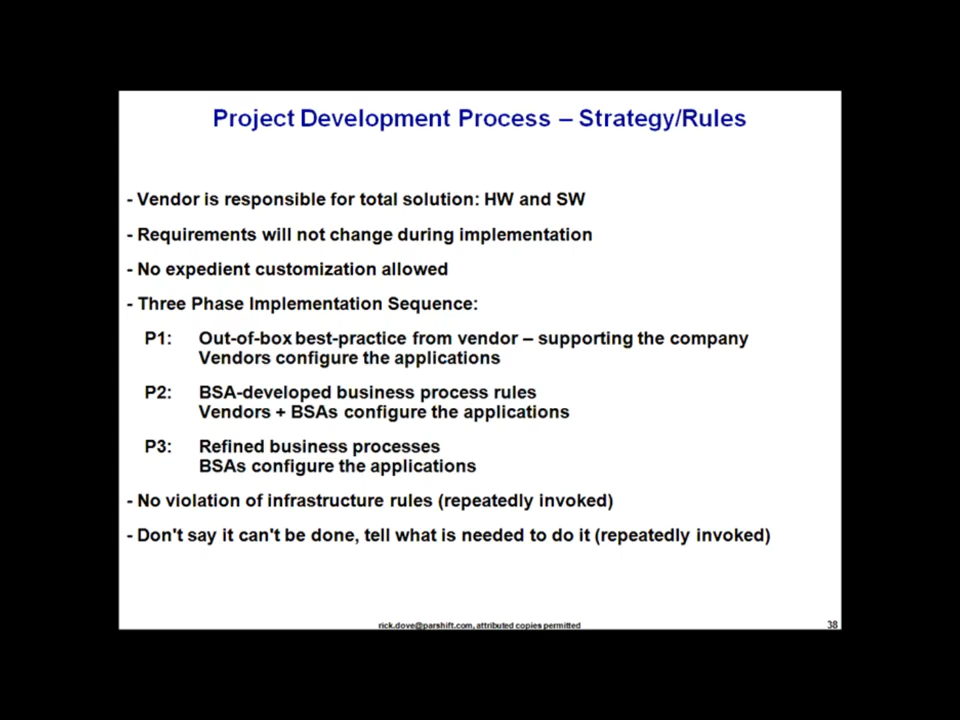 Project Development Process – Strategy/Rules
- Vendor is responsible for total solution: HW and SW
- Requirements will not change during implementation
- No expedient customization allowed
- Three Phase Implementation Sequence:
P1: Out-of-box best-practice from vendor – supporting the company
Vendors configure the applications
P2: BSA-developed business process rules
Vendors + BSAs configure the applications
P3: Refined business processes
BSAs configure the applications
- No violation of infrastructure rules (repeatedly invoked)
- Don't say it can't be done, tell what is needed to do it (repeatedly invoked)
rick.dove@parshift.com, attributed copies permitted
38